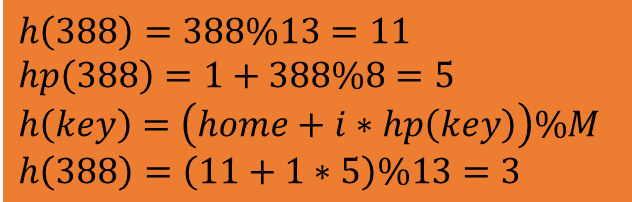 h(388) = 388%13 = 11
hp(388) = 1 + 388%8 = 5
h(key) = (home + i ∗ hp(key))%M
h(388) = (11 + 1 ∗ 5)%13 = 3